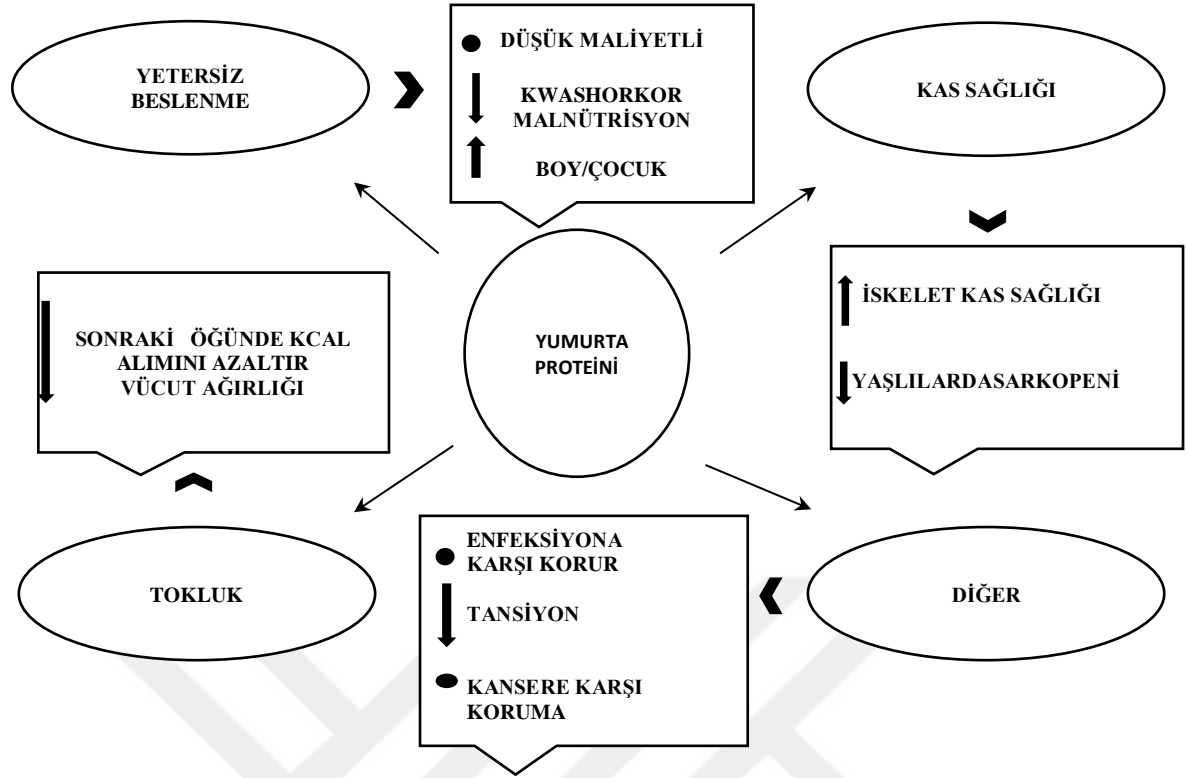 YETERSİZ
BESLENME
DÜŞÜK MALİYETLİ
KWASHORKOR
MALNÜTRİSYON
BOY/ÇOCUK
KAS SAĞLIĞI
SONRAKİ ÖĞÜNDE KCAL
ALIMINI AZALTIR
VÜCUT AĞIRLIĞI
YUMURTA
PROTEİNİ
İSKELET KAS SAĞLIĞI
YAŞLILARDASARKOPENİ
TOKLUK
ENFEKSİYONA
KARŞI KORUR
TANSİYON
KANSERE KARŞI
KORUMA
DİĞER